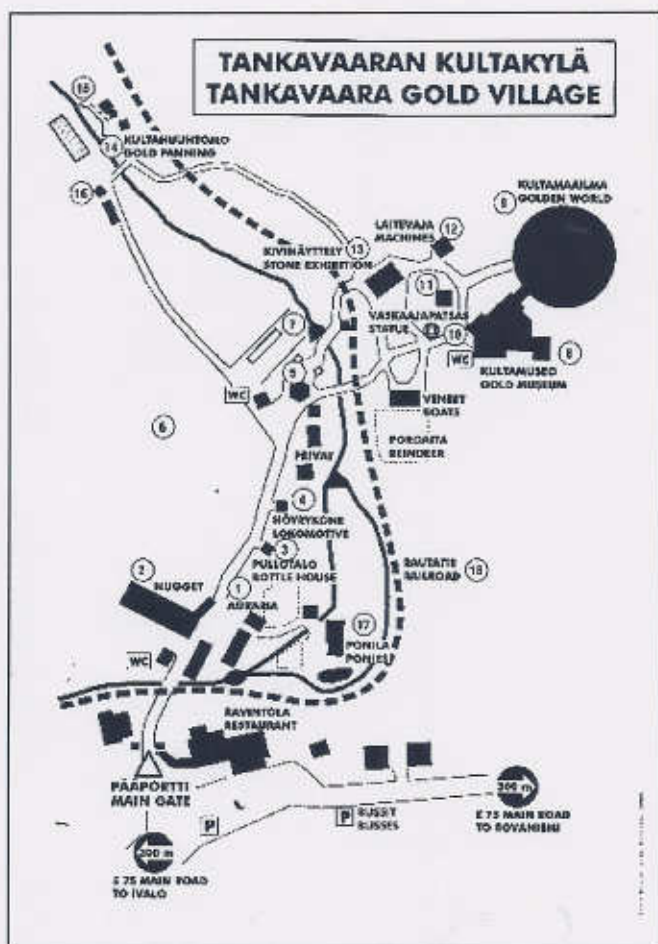 TANKAVAARAN KULTAKYLÄ
TANKAVAARA GOLD VILLAGE
15
14
KULTAHUUHTOMO
GOLD PANNING
16
KULTAMAAILMA
GOLDEN WORLD
9
LAITEVAJA
MACHINES
12
13
KIVINÄYTTELY
STONE EXHIBITION
11
VASKAAJAPATSAS
STATUE
10
WC
8
KULTAMUSEO
GOLD MUSEUM
7
5
WC
VENEET
BOATS
POROAITA
REINDEER
6
PRIVAT
4
HÖYRYKONE
LOKOMOTIVE
3
PULLOTALO
BOTTLE HOUSE
RAUTATIE
RAILROAD
18
2
NUGGET
1
AURARIA
17
PONILA
PONIES
WC
RAVINTOLA
RESTAURANT
PÄÄPORTTI
MAIN GATE
P
P
BUSSIT
BUSSES
300 m
E 75 MAIN ROAD
TO ROVANIEMI
200 m
E 75 MAIN ROAD
TO IVALO